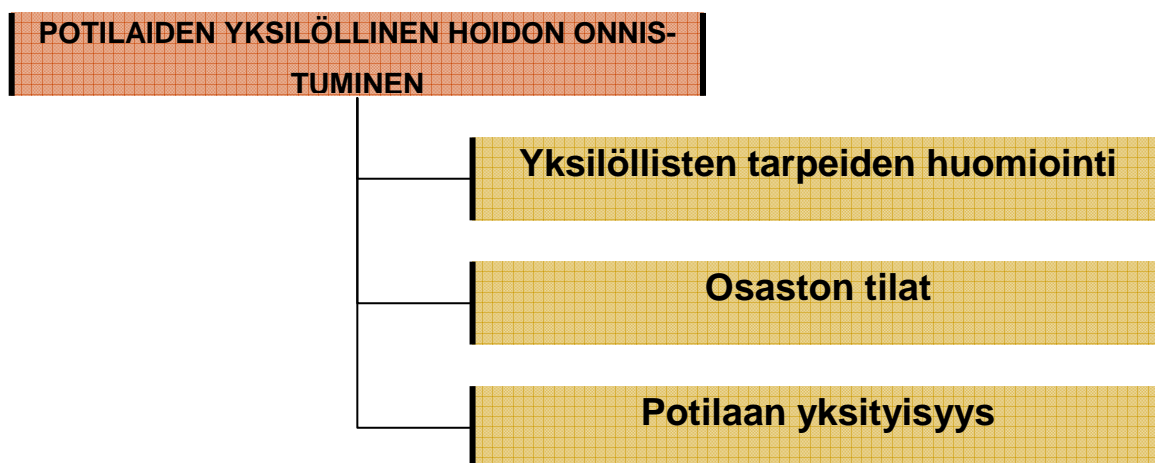 POTILAIDEN YKSILÖLLINEN HOIDON ONNIS-
TUMINEN
Yksilöllisten tarpeiden huomiointi
Osaston tilat
Potilaan yksityisyys